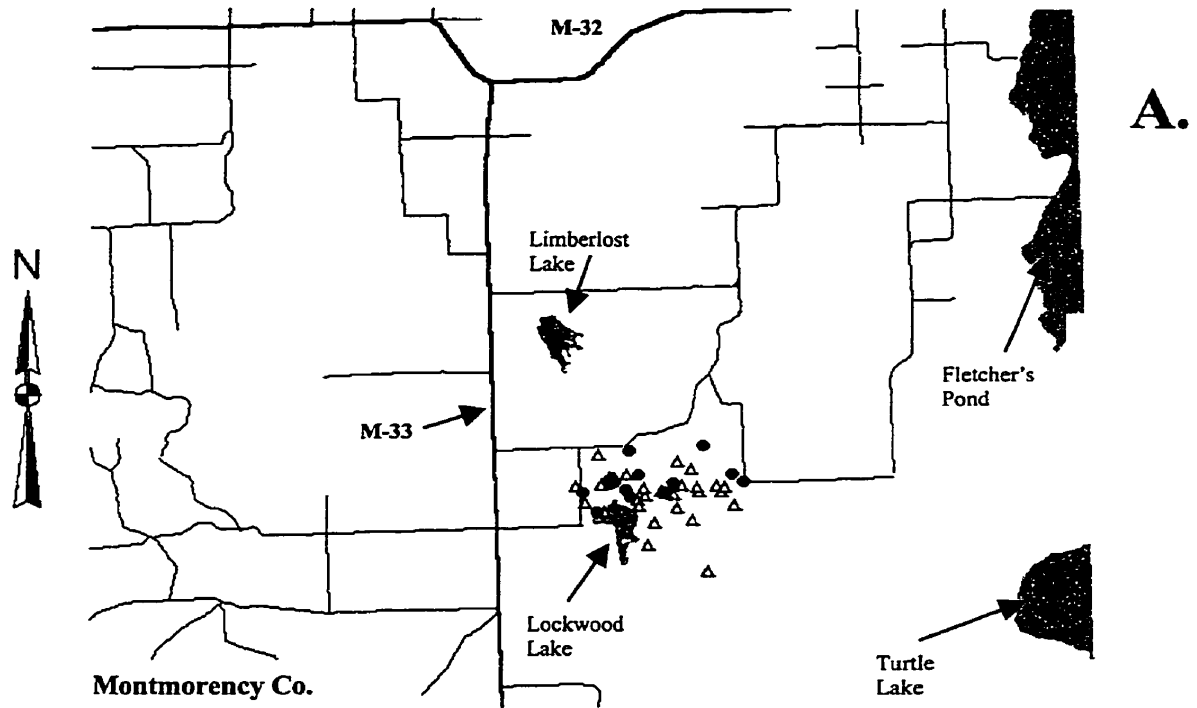 M-32
A.
N
Limberlost
Lake
Fletcher's
Pond
M-33
Lockwood
Lake
Turtle
Lake
Montmorency Co.